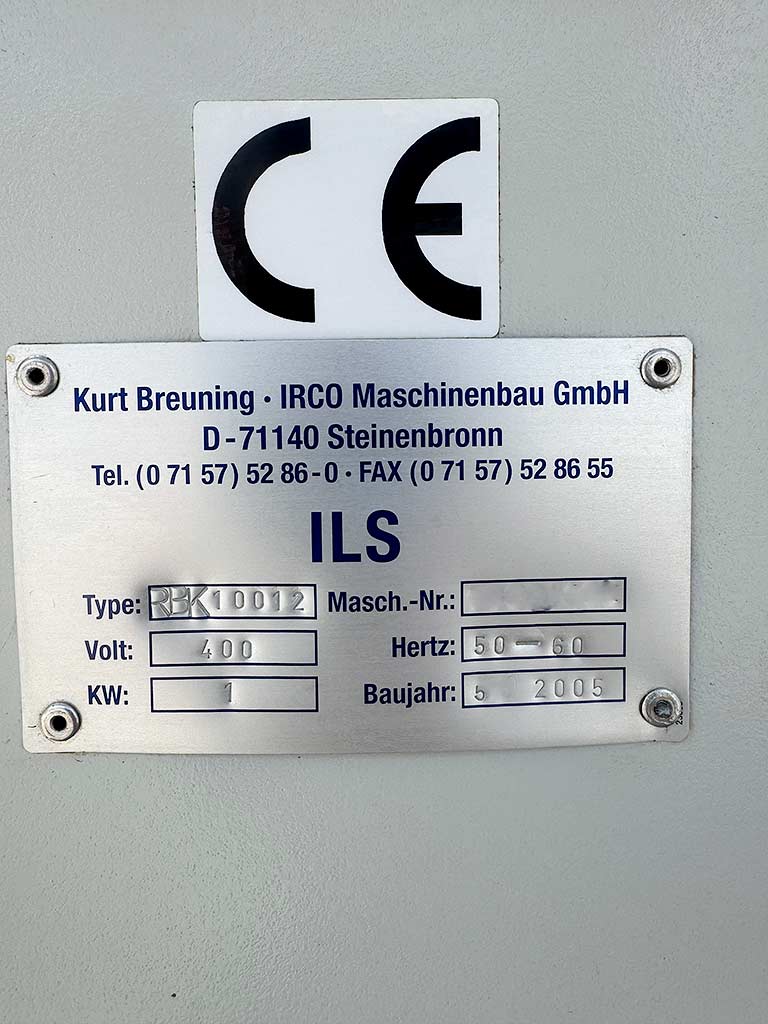 CE
Kurt Breuning · IRCO Maschinenbau GmbH
D-71140 Steinenbronn
Tel. (0 71 57) 52 86-0 · FAX (0 71 57) 52 86 55
ILS
Type: RBK10012 Masch.-Nr.:
Volt: 400 Hertz: 50-60
KW: 1 Baujahr: 5 2005